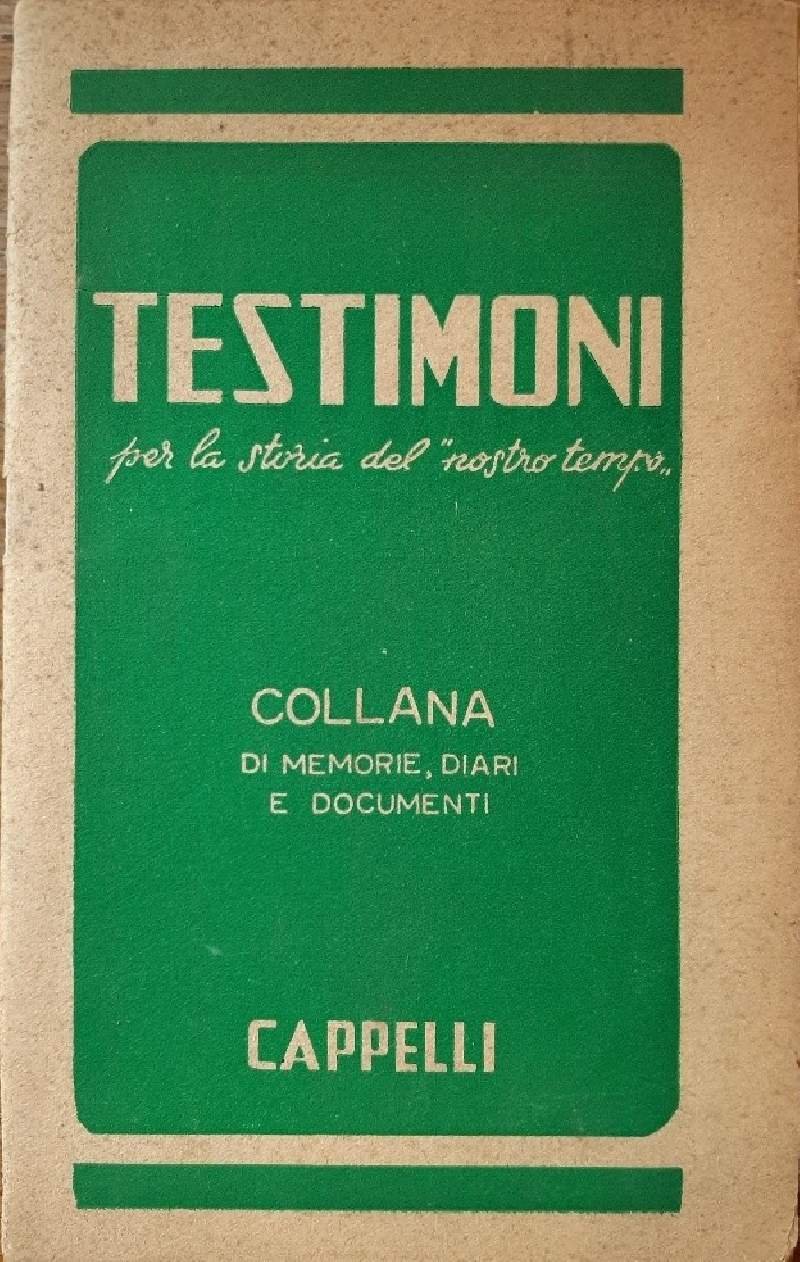 TESTIMONI
per la storia del "nostro tempo„
COLLANA
DI MEMORIE, DIARI
E DOCUMENTI
CAPPELLI